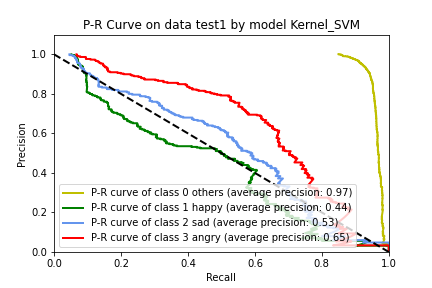 P-R Curve on data test1 by model Kernel_SVM
Precision
1.0
0.8
0.6
0.4
0.2
0.0
P-R curve of class 0 others (average precision: 0.97)
P-R curve of class 1 happy (average precision: 0.44)
P-R curve of class 2 sad (average precision: 0.53)
P-R curve of class 3 angry (average precision: 0.65)
0.0 0.2 0.4 0.6 0.8 1.0
Recall